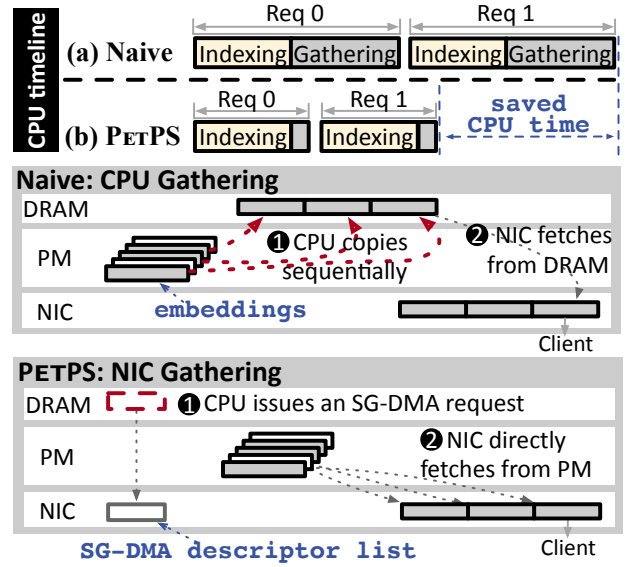 CPU timeline
Req 0 Req 1
(a) Naive Indexing Gathering Indexing Gathering
Req 0 Req 1 saved
(b) PETPS Indexing Indexing CPU time
Naive: CPU Gathering
DRAM
PM ❶ CPU copies ❷ NIC fetches
sequentially from DRAM
embeddings
NIC
Client
PETPS: NIC Gathering
DRAM ❶ CPU issues an SG-DMA request
PM ❷ NIC directly
fetches from PM
NIC
SG-DMA descriptor list Client